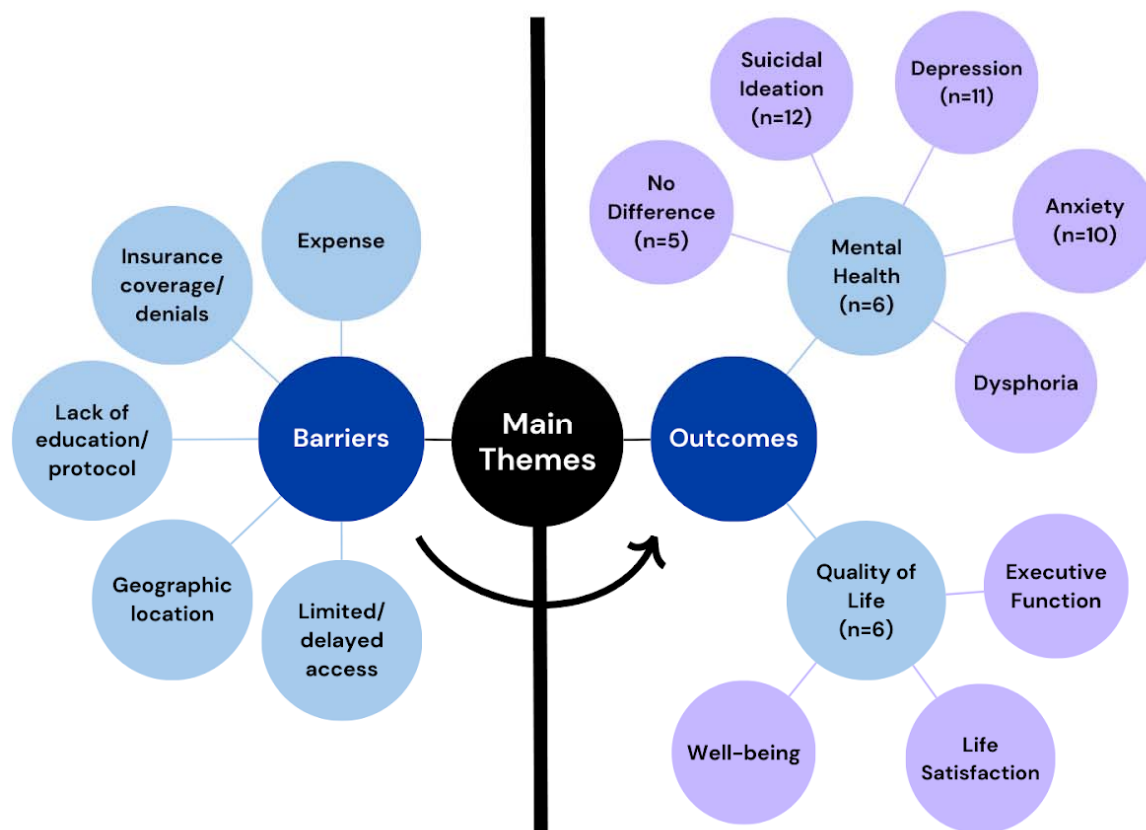 Main
Themes
Barriers
Expense
Insurance
coverage/
denials
Lack of
education/
protocol
Geographic
location
Limited/
delayed
access
Outcomes
Mental
Health
(n=6)
No
Difference
(n=5)
Suicidal
Ideation
(n=12)
Depression
(n=11)
Anxiety
(n=10)
Dysphoria
Quality of
Life
(n=6)
Executive
Function
Life
Satisfaction
Well-being